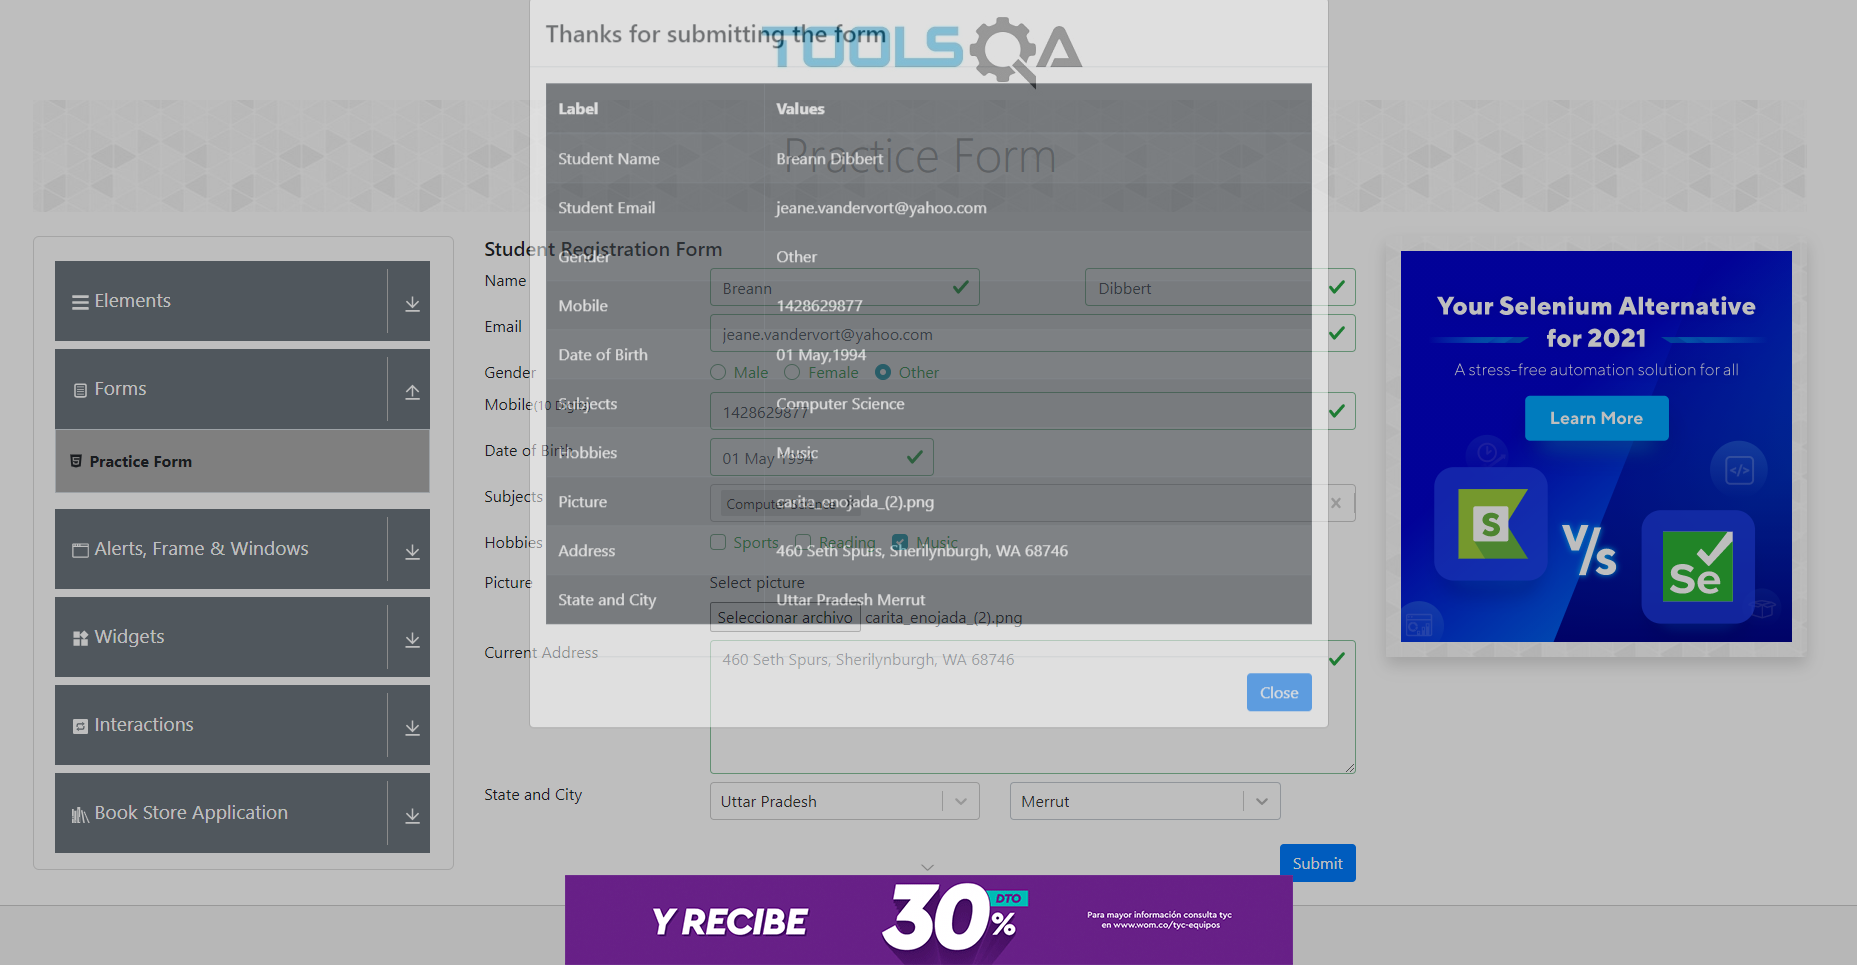 TOOLSQA
Thanks for submitting the form
Label Values
Student Name Breann Dibbert
Student Email jeane.vandervort@yahoo.com
Gender Other
Mobile 1428629877
Date of Birth 01 May,1994
Subjects Computer Science
Hobbies Music
Picture carita_enojada_(2).png
Address 460 Seth Spurs, Sherilynburgh, WA 68746
State and City Uttar Pradesh Merrut
Close
Practice Form
Elements
Forms
Practice Form
Alerts, Frame & Windows
Widgets
Interactions
Book Store Application
Student Registration Form
Name Breann Dibbert
Email jeane.vandervort@yahoo.com
Gender Male Female Other
Mobile(10 Digits) 1428629877
Date of Birth 01 May 1994
Subjects Computer Science
Hobbies Sports Reading Music
Picture Select picture
Seleccionar archivo carita_enojada_(2).png
Current Address 460 Seth Spurs, Sherilynburgh, WA 68746
State and City Uttar Pradesh Merrut
Submit
Your Selenium Alternative
for 2021
A stress-free automation solution for all
Learn More
S V/S Se
</>
Y RECIBE 30% DTO
Para mayor información consulta tyc
en www.wom.co/tyc-equipos